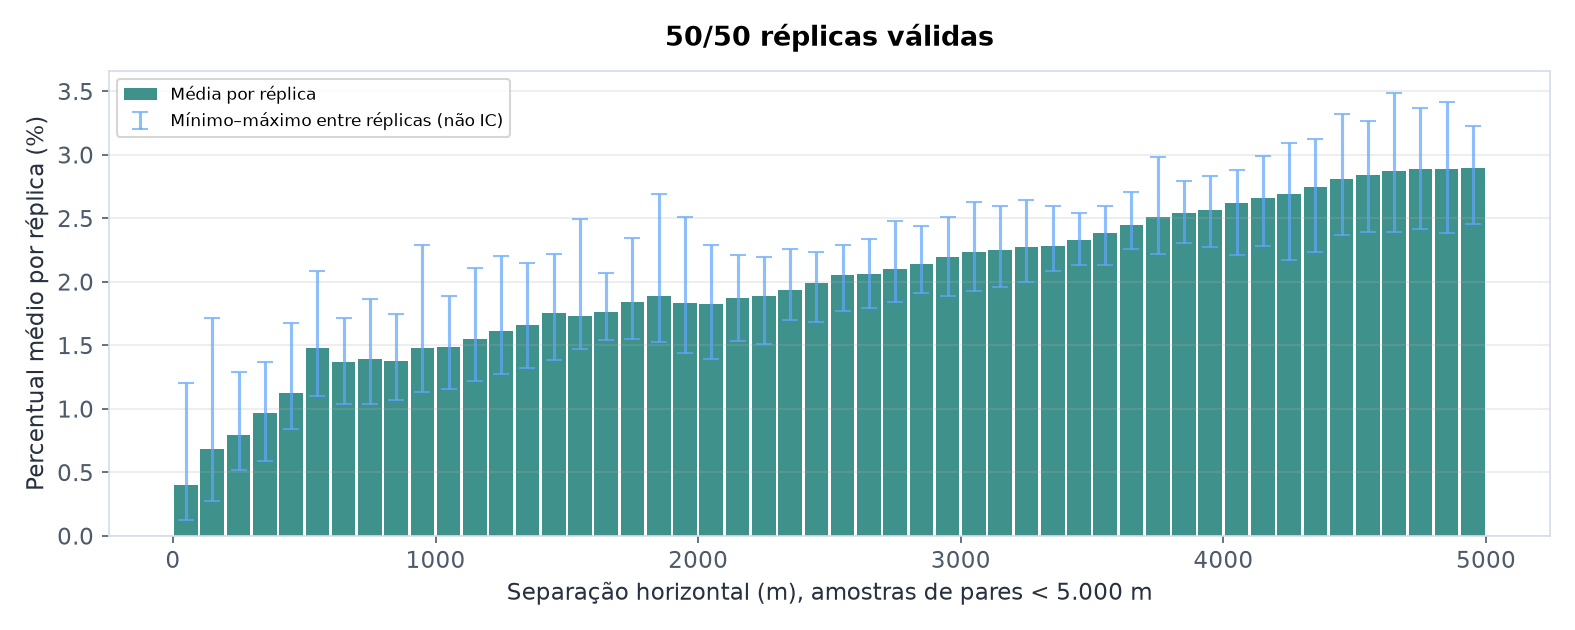 50/50 réplicas válidas
Média por réplica
Mínimo–máximo entre réplicas (não IC)
Percentual médio por réplica (%)
3.5
3.0
2.5
2.0
1.5
1.0
0.5
0.0
0 1000 2000 3000 4000 5000
Separação horizontal (m), amostras de pares < 5.000 m